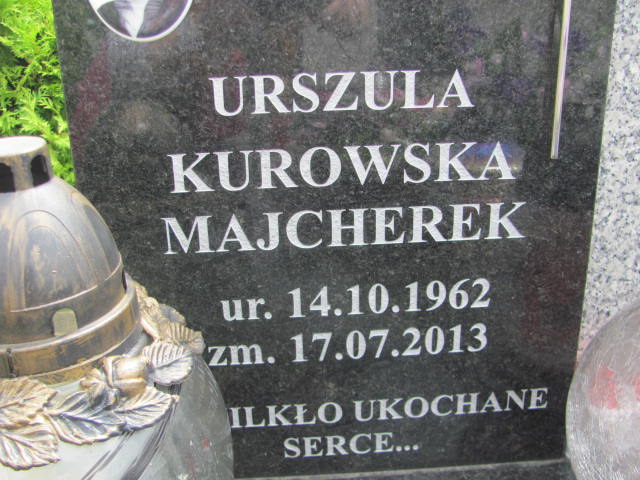 URSZULA
KUROWSKA
MAJCHEREK
ur. 14.10.1962
zm. 17.07.2013
UKOCHANE
SERCE...